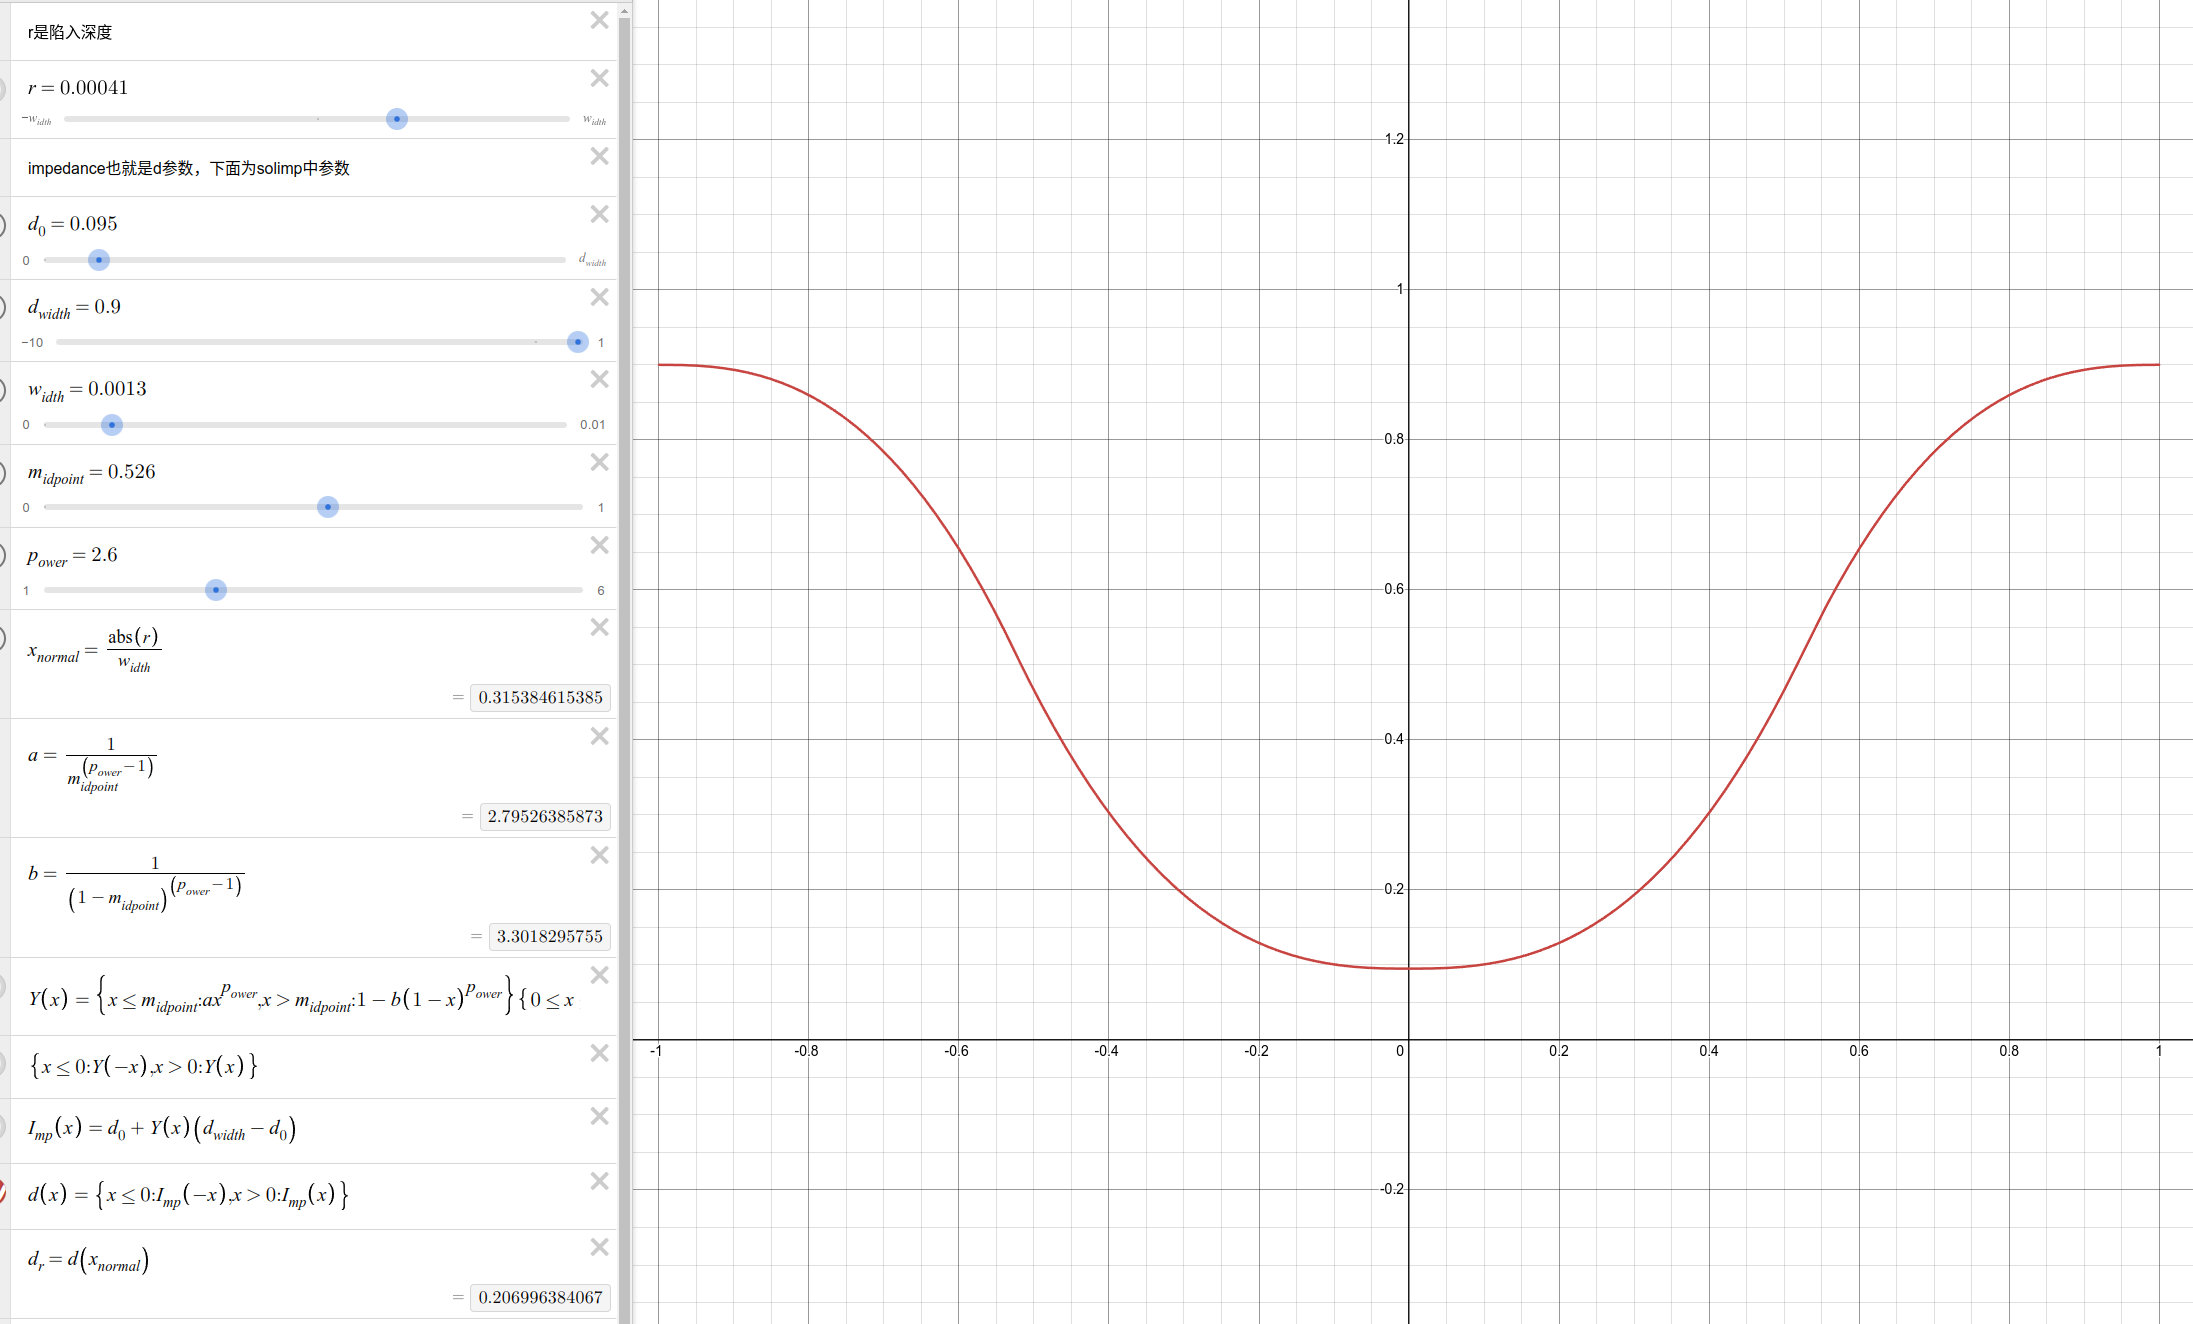 r是陷入深度
r = 0.00041
−w_{idth} w_{idth}
impedance也就是d参数，下面为solimp中参数
d_0 = 0.095
0 d_{width}
d_{width} = 0.9
−10 1
w_{idth} = 0.0013
0 0.01
m_{idpoint} = 0.526
0 1
p_{ower} = 2.6
1 6
x_{normal} = \frac{abs(r)}{w_{idth}}
= 0.315384615385
a = \frac{1}{m_{idpoint}^{(p_{ower}−1)}}
= 2.79526385873
b = \frac{1}{(1−m_{idpoint})^{(p_{ower}−1)}}
= 3.3018295755
Y(x) = {x ≤ m_{idpoint}:ax^{p_{ower}},x > m_{idpoint}:1 − b(1 − x)^{p_{ower}}}{0 ≤ x
{x ≤ 0:Y(−x),x > 0:Y(x)}
I_{mp}(x) = d_0 + Y(x)(d_{width} − d_0)
d(x) = {x ≤ 0:I_{mp}(−x),x > 0:I_{mp}(x)}
d_r = d(x_{normal})
= 0.206996384067
1.2
1
0.8
0.6
0.4
0.2
-1 -0.8 -0.6 -0.4 -0.2 0 0.2 0.4 0.6 0.8 1
-0.2